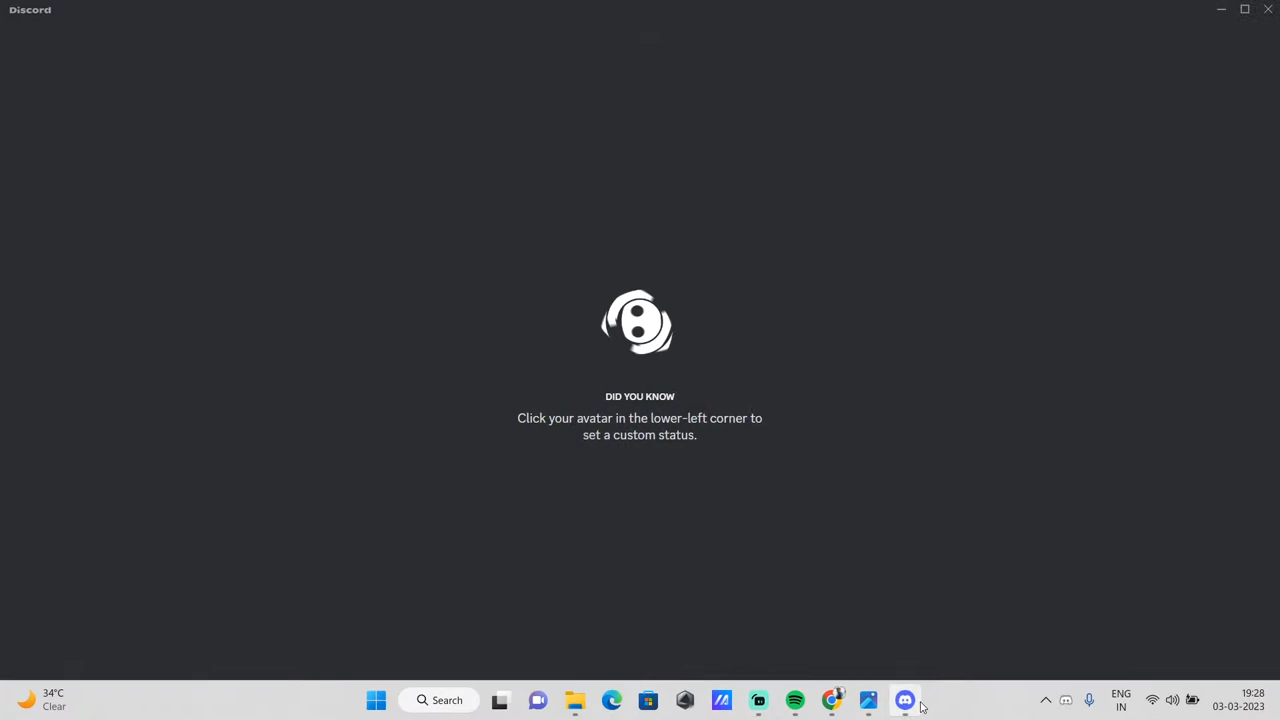 Discord
DID YOU KNOW
Click your avatar in the lower-left corner to
set a custom status.
34°C
Clear
Search
ENG
IN
19:28
03-03-2023